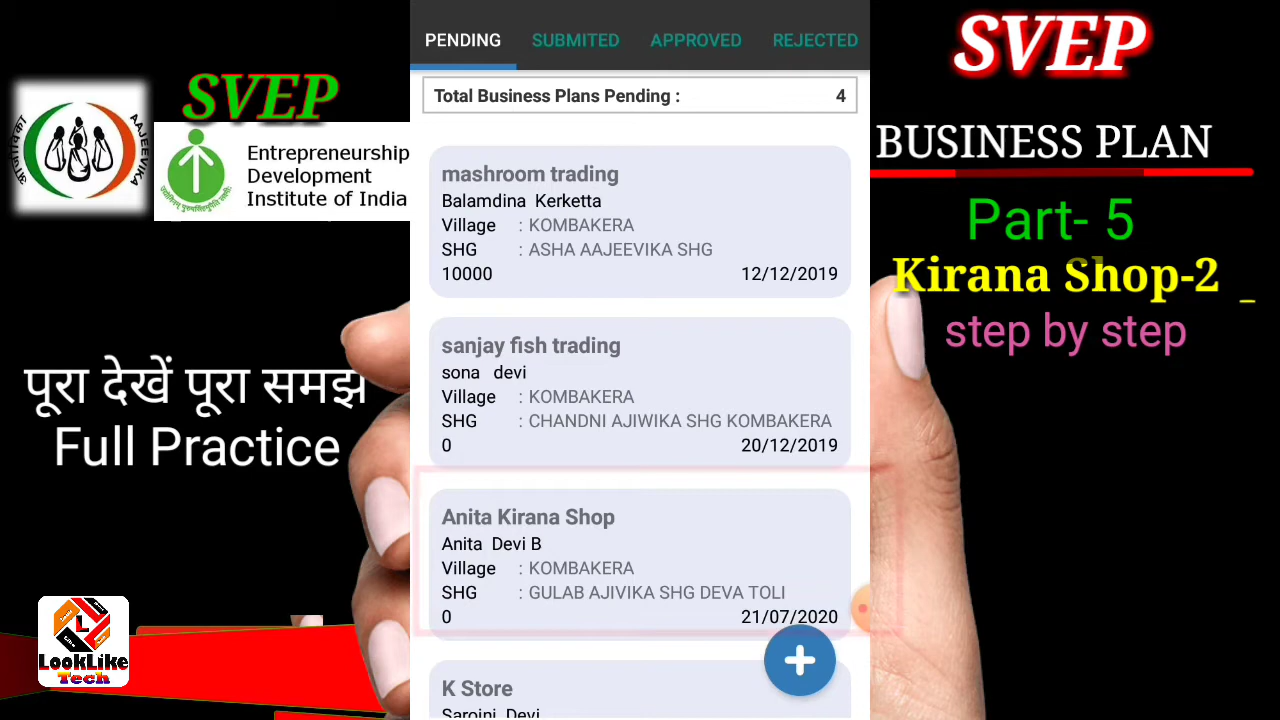 SVEP
आजीविका
AAJEEVIKA
Entrepreneurship
Development
Institute of India
पूरा देखें पूरा समझें
Full Practice
L
LookLike
Tech
PENDING SUBMITED APPROVED REJECTED
Total Business Plans Pending : 4
mashroom trading
Balamdina Kerketta
Village : KOMBAKERA
SHG : ASHA AAJEEVIKA SHG
10000 12/12/2019
sanjay fish trading
sona devi
Village : KOMBAKERA
SHG : CHANDNI AJIWIKA SHG KOMBAKERA
0 20/12/2019
Anita Kirana Shop
Anita Devi B
Village : KOMBAKERA
SHG : GULAB AJIVIKA SHG DEVA TOLI
0 21/07/2020
K Store
Saroini Devi
SVEP
BUSINESS PLAN
Part- 5
Kirana Shop-2 _
step by step